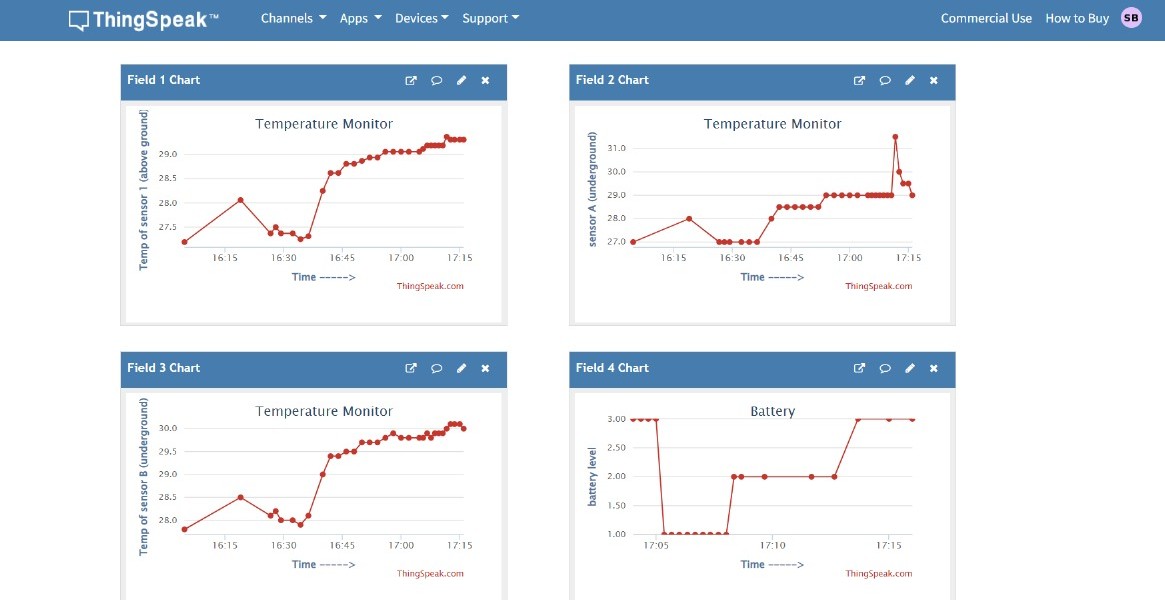 ThingSpeak™ Channels Apps Devices Support Commercial Use How to Buy SB
Field 1 Chart
Temperature Monitor
Temp of sensor 1 (above ground)
29.0
28.5
28.0
27.5
16:15 16:30 16:45 17:00 17:15
Time ----->
ThingSpeak.com
Field 2 Chart
Temperature Monitor
sensor A (underground)
31.0
30.0
29.0
28.0
27.0
16:15 16:30 16:45 17:00 17:15
Time ----->
ThingSpeak.com
Field 3 Chart
Temperature Monitor
Temp of sensor B (underground)
30.0
29.5
29.0
28.5
28.0
16:15 16:30 16:45 17:00 17:15
Time ---->
ThingSpeak.com
Field 4 Chart
Battery
battery level
3.00
2.50
2.00
1.50
1.00
17:05 17:10 17:15
Time ---->
ThingSpeak.com